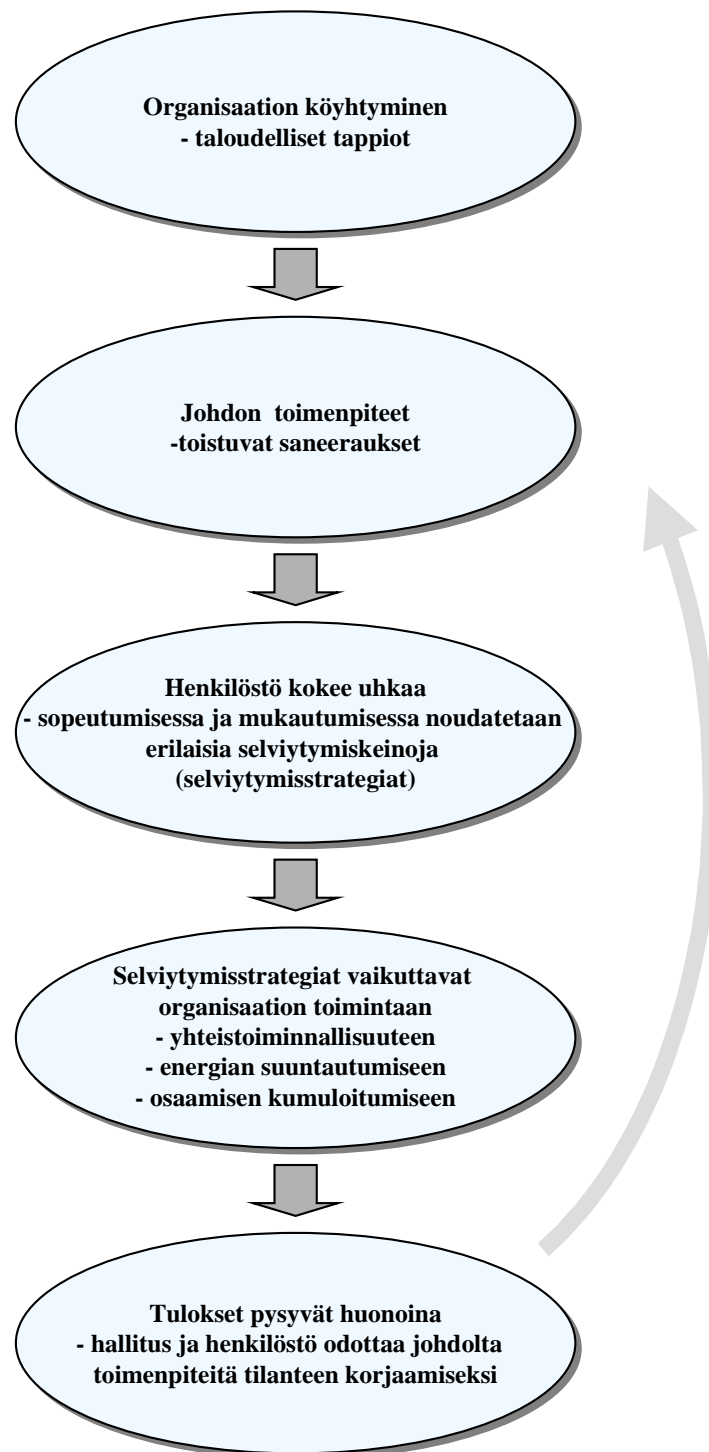 Organisaation köyhtyminen
- taloudelliset tappiot
Johdon toimenpiteet
-toistuvat saneeraukset
Henkilöstö kokee uhkaa
- sopeutumisessa ja mukautumisessa noudatetaan
erilaisia selviytymiskeinoja
(selviytymisstrategiat)
Selviytymisstrategiat vaikuttavat
organisaation toimintaan
- yhteistoiminnallisuuteen
- energian suuntautumiseen
- osaamisen kumuloitumiseen
Tulokset pysyvät huonoina
- hallitus ja henkilöstö odottaa johdolta
toimenpiteitä tilanteen korjaamiseksi